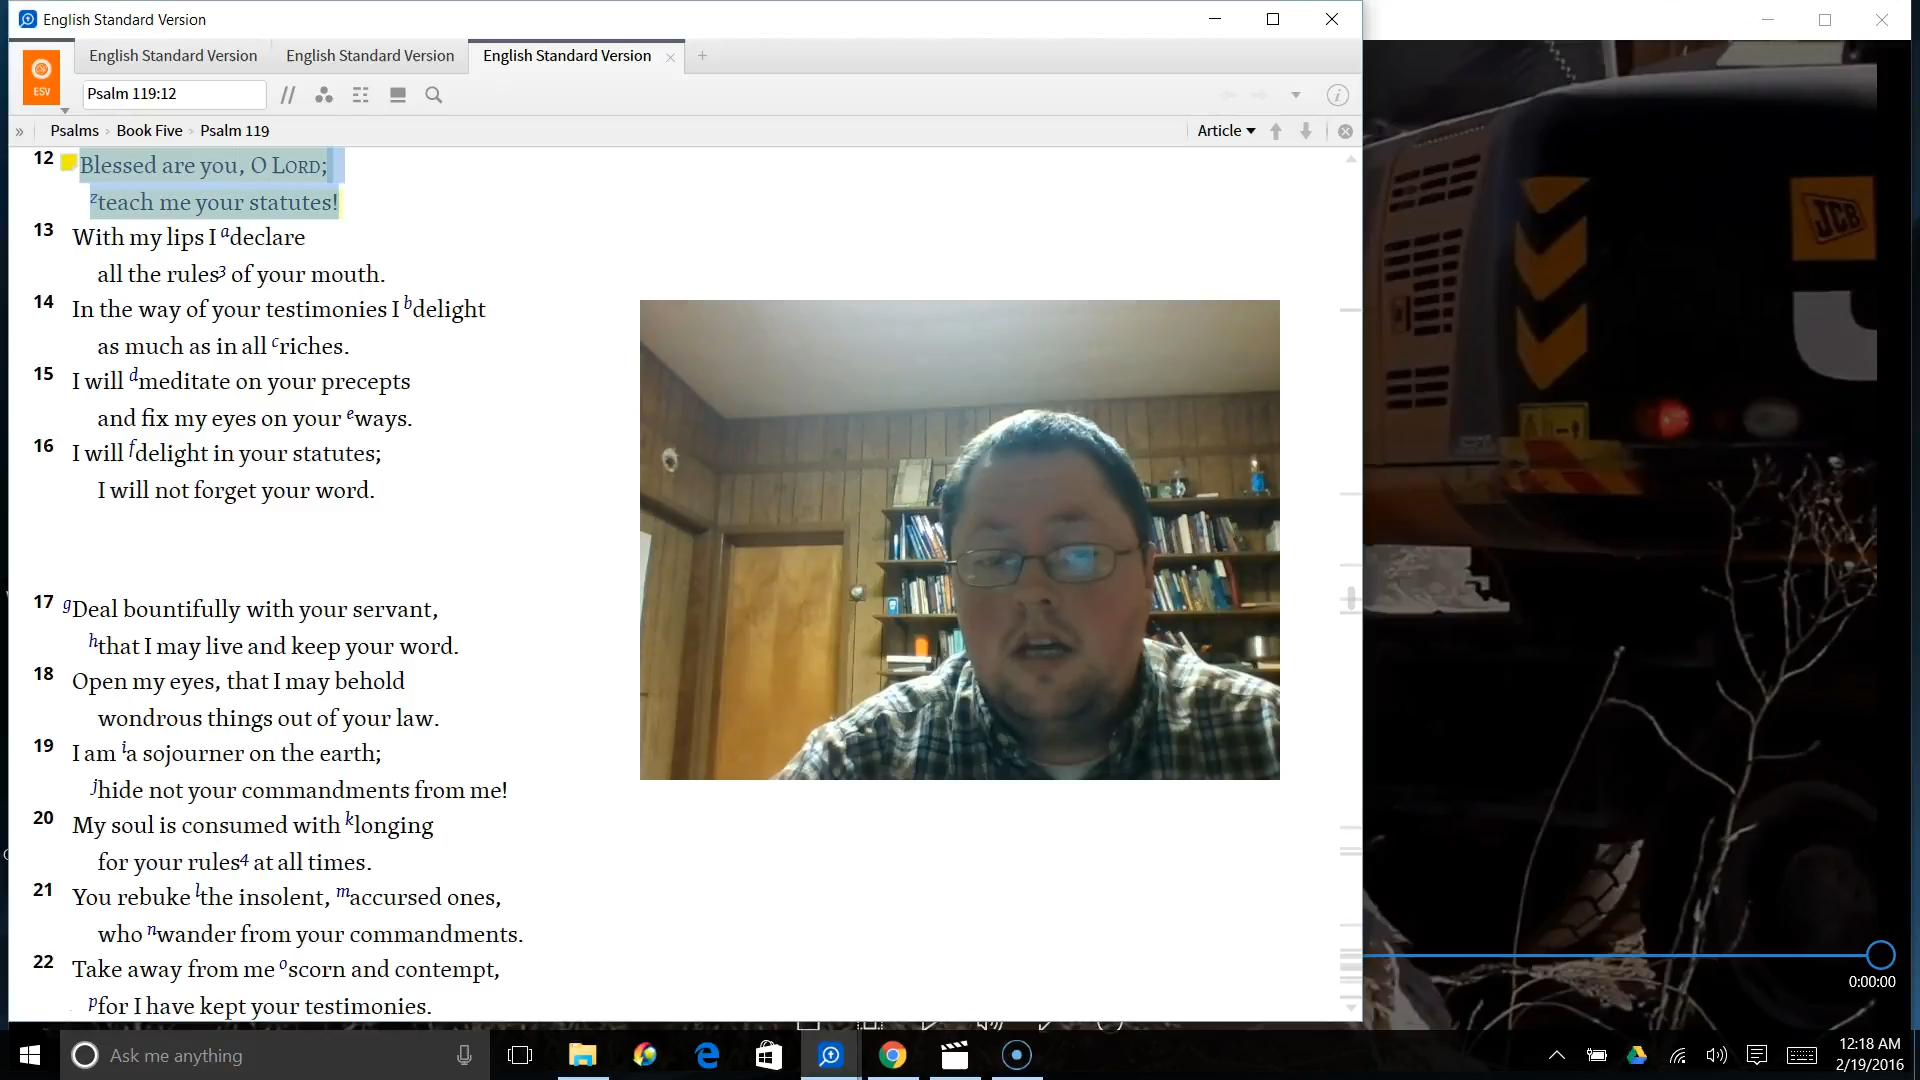 English Standard Version
English Standard Version English Standard Version English Standard Version
ESV
Psalm 119:12
Psalms Book Five Psalm 119 Article
12 Blessed are you, O LORD;
z teach me your statutes!
13 With my lips I a declare
all the rules3 of your mouth.
14 In the way of your testimonies I b delight
as much as in all c riches.
15 I will d meditate on your precepts
and fix my eyes on your e ways.
16 I will f delight in your statutes;
I will not forget your word.
17 g Deal bountifully with your servant,
h that I may live and keep your word.
18 Open my eyes, that I may behold
wondrous things out of your law.
19 I am i a sojourner on the earth;
j hide not your commandments from me!
20 My soul is consumed with k longing
for your rules4 at all times.
21 You rebuke l the insolent, m accursed ones,
who n wander from your commandments.
22 Take away from me o scorn and contempt,
p for I have kept your testimonies.
JCB
0:00:00
Ask me anything
12:18 AM
2/19/2016